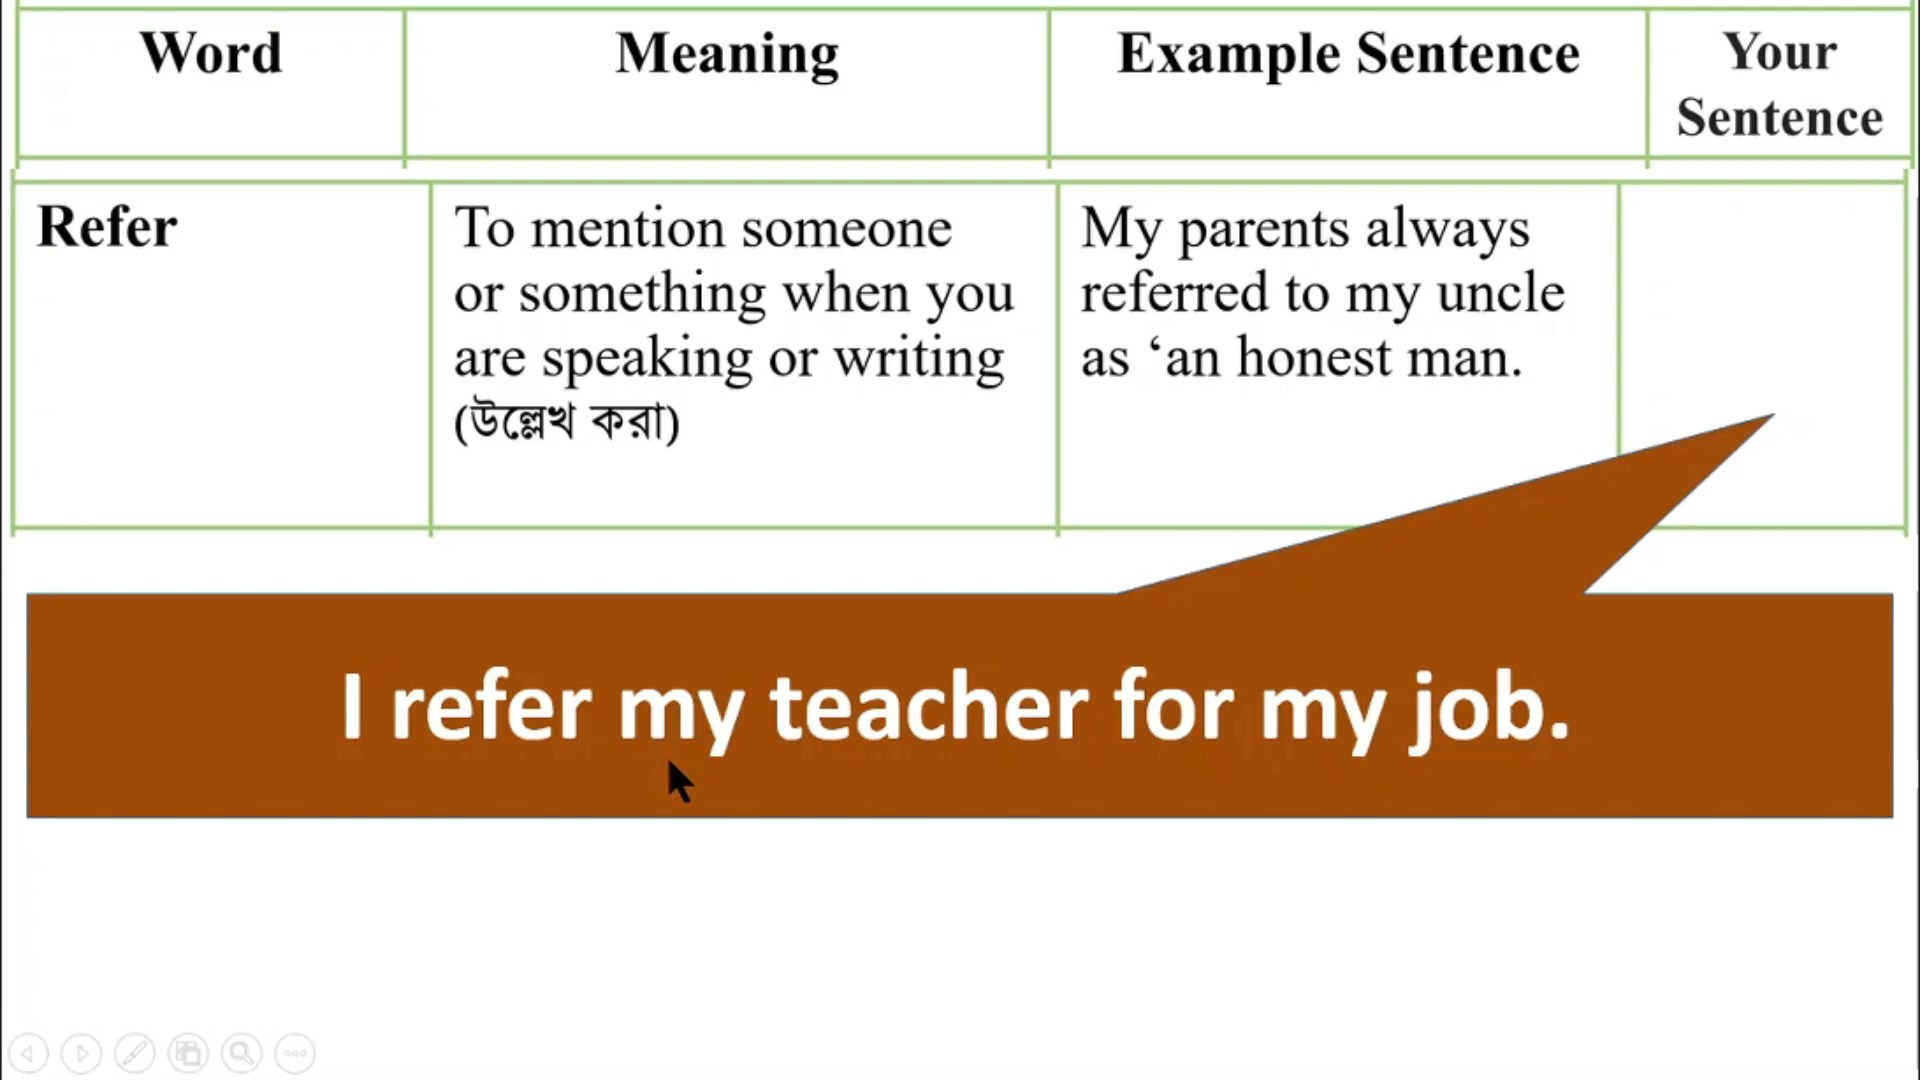 Word
Meaning
Example Sentence
Your
Sentence
Refer
To mention someone
or something when you
are speaking or writing
(উল্লেখ করা)
My parents always
referred to my uncle
as ‘an honest man.
I refer my teacher for my job.